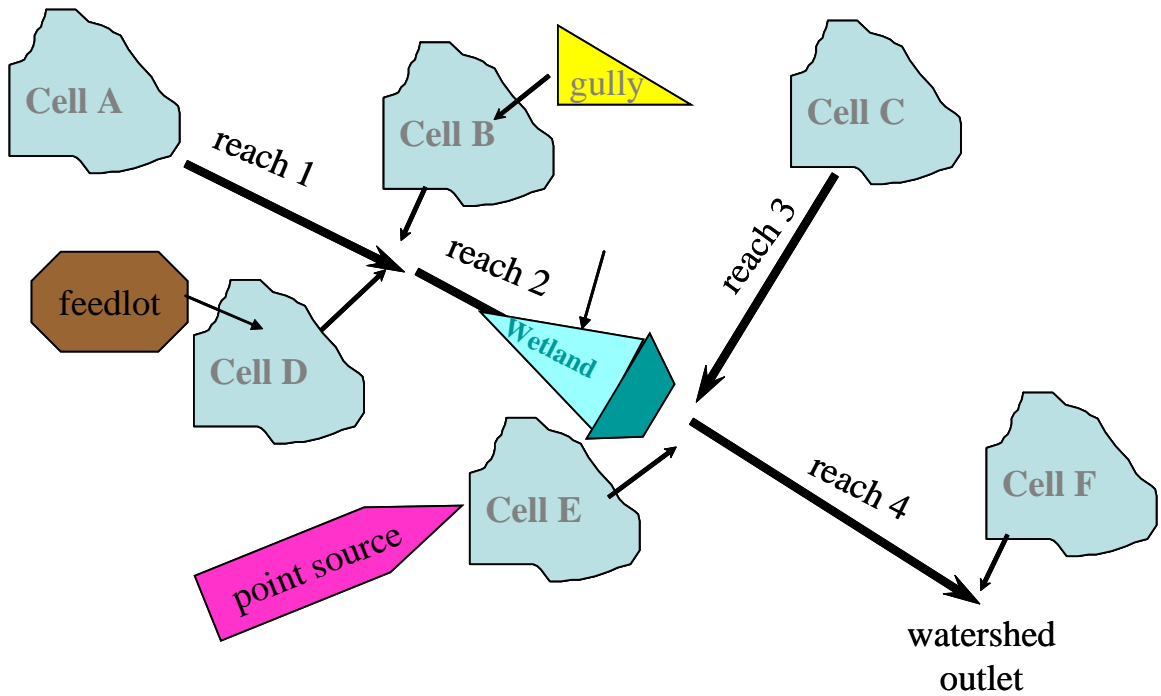 Cell A
reach 1
Cell B
gully
Cell C
reach 2
reach 3
feedlot
Cell D
Wetland
Cell E
point source
reach 4
Cell F
watershed
outlet